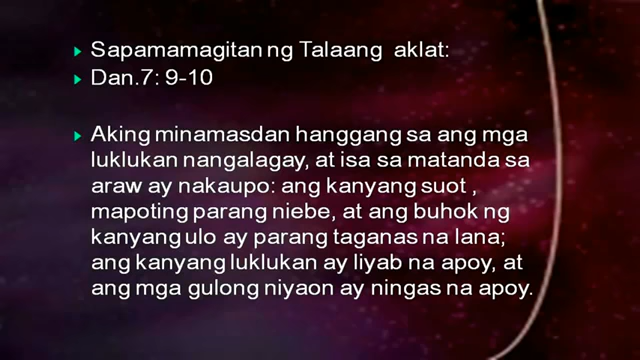 Sapamamagitan ng Talaang aklat:
Dan.7: 9-10
Aking minamasdan hanggang sa ang mga
luklukan nangalagay, at isa sa matanda sa
araw ay nakaupo: ang kanyang suot ,
mapoting parang niebe, at ang buhok ng
kanyang ulo ay parang taganas na lana;
ang kanyang luklukan ay liyab na apoy, at
ang mga gulong niyaon ay ningas na apoy.